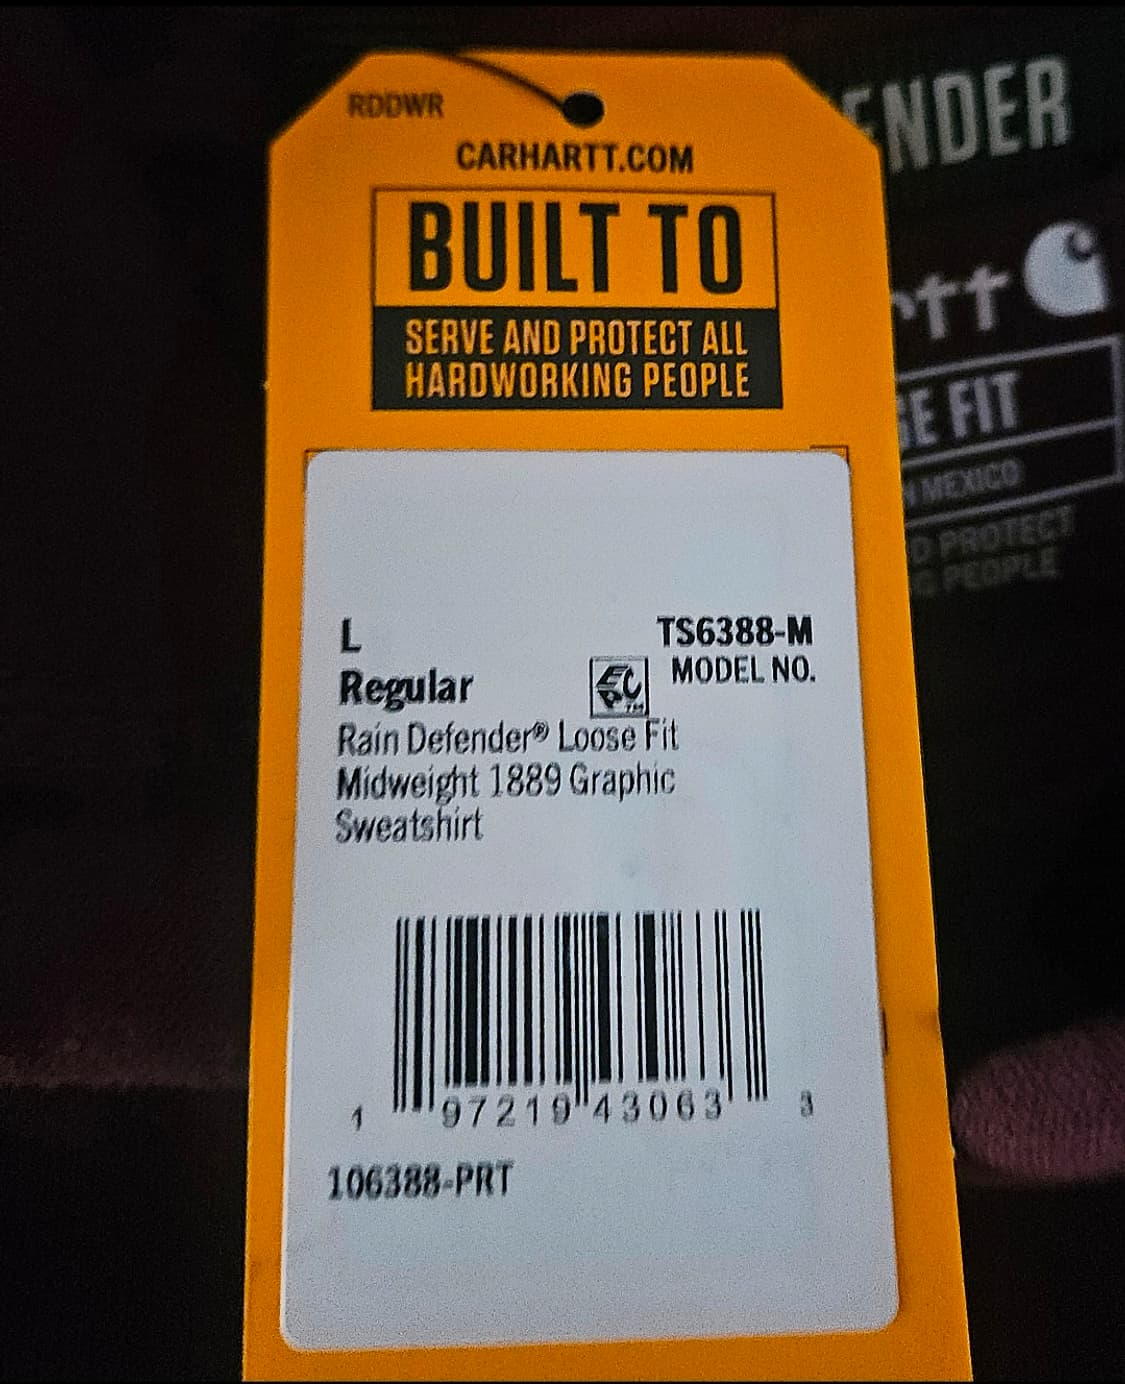 RDDWR
CARHARTT.COM
BUILT TO
SERVE AND PROTECT ALL
HARDWORKING PEOPLE
L
TS6388-M
Regular
MODEL NO.
Rain Defender® Loose Fit
Midweight 1889 Graphic
Sweatshirt
1 97219 43063 3
106388-PRT
ENDER
rtt
E FIT
MEXICO
D PROTECT
G PEOPLE